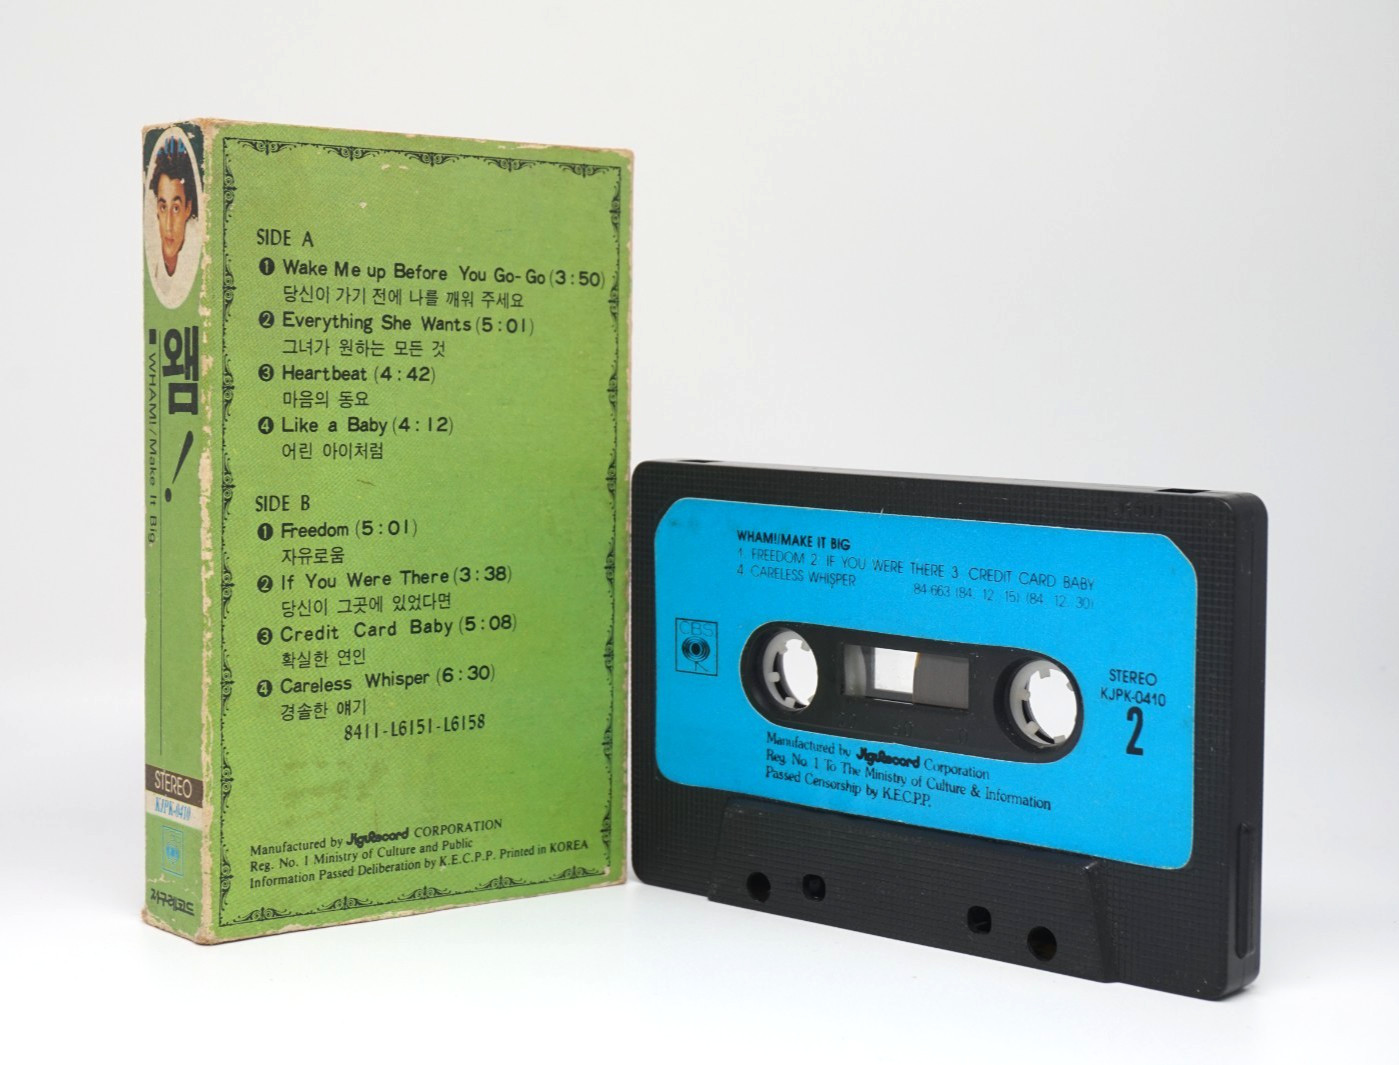 왬!
WHAM!/Make It Big.
STEREO
KJPK-0410
CBS
지구레코드
SIDE A
❶ Wake Me up Before You Go-Go (3:50)
당신이 가기 전에 나를 깨워 주세요
❷ Everything She Wants (5:01)
그녀가 원하는 모든 것
❸ Heartbeat (4:42)
마음의 동요
❹ Like a Baby (4:12)
어린 아이처럼
SIDE B
❶ Freedom (5:01)
자유로움
❷ If You Were There (3:38)
당신이 그곳에 있었다면
❸ Credit Card Baby (5:08)
확실한 연인
❹ Careless Whisper (6:30)
경솔한 얘기
8411-L6151-L6158
Manufactured by JiguRecord CORPORATION
Reg. No. 1 Ministry of Culture and Public
Information Passed Deliberation by K.E.C.P.P. Printed in KOREA
WHAM!/MAKE IT BIG
1. FREEDOM 2. IF YOU WERE THERE 3. CREDIT CARD BABY
4. CARELESS WHISPER 84-663 (84. 12. 15) (84. 12. 30)
CBS
STEREO
KJPK-0410
2
Manufactured by JiguRecord Corporation
Reg. No. 1 To The Ministry of Culture & Information
Passed Censorship by K.E.C.P.P.